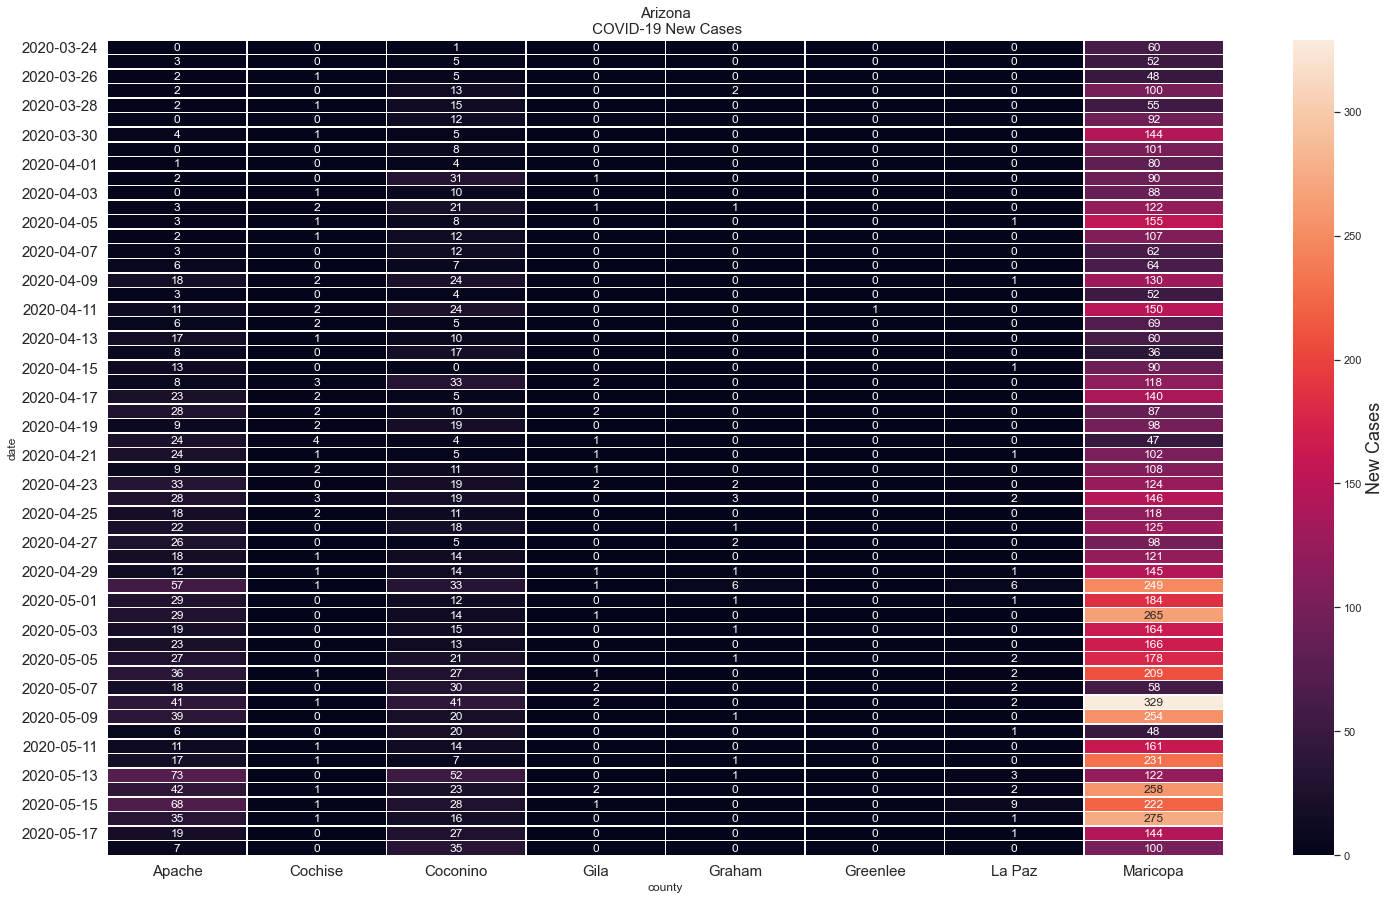 Arizona
COVID-19 New Cases
2020-03-24 0 0 1 0 0 0 0 60
3 0 5 0 0 0 0 52
2020-03-26 2 1 5 0 0 0 0 48
2 0 13 0 2 0 0 100
2020-03-28 2 1 15 0 0 0 0 55
0 0 12 0 0 0 0 92
2020-03-30 4 1 5 0 0 0 0 144
0 0 8 0 0 0 0 101
2020-04-01 1 0 4 0 0 0 0 80
2 0 31 1 0 0 0 90
2020-04-03 0 1 10 0 0 0 0 88
3 2 21 1 1 0 0 122
2020-04-05 3 1 8 0 0 0 1 155
2 1 12 0 0 0 0 107
2020-04-07 3 0 12 0 0 0 0 62
6 0 7 0 0 0 0 64
2020-04-09 18 2 24 0 0 0 1 130
3 0 4 0 0 0 0 52
2020-04-11 11 2 24 0 0 1 0 150
6 2 5 0 0 0 0 69
2020-04-13 17 1 10 0 0 0 0 60
8 0 17 0 0 0 0 36
2020-04-15 13 0 0 0 0 0 1 90
8 3 33 2 0 0 0 118
2020-04-17 23 2 5 0 0 0 0 140
28 2 10 2 0 0 0 87
2020-04-19 9 2 19 0 0 0 0 98
24 4 4 1 0 0 0 47
2020-04-21 24 1 5 1 0 0 1 102
9 2 11 1 0 0 0 108
2020-04-23 33 0 19 2 2 0 0 124
28 3 19 0 3 0 2 146
2020-04-25 18 2 11 0 0 0 0 118
22 0 18 0 1 0 0 125
2020-04-27 26 0 5 0 2 0 0 98
18 1 14 0 0 0 0 121
2020-04-29 12 1 14 1 1 0 1 145
57 1 33 1 6 0 6 249
2020-05-01 29 0 12 0 1 0 1 184
29 0 14 1 0 0 0 265
2020-05-03 19 0 15 0 1 0 0 164
23 0 13 0 0 0 0 166
2020-05-05 27 0 21 0 1 0 2 178
36 1 27 1 0 0 2 209
2020-05-07 18 0 30 2 0 0 2 58
41 1 41 2 0 0 2 329
2020-05-09 39 0 20 0 1 0 0 254
6 0 20 0 0 0 1 48
2020-05-11 11 1 14 0 0 0 0 161
17 1 7 0 1 0 0 231
2020-05-13 73 0 52 0 1 0 3 122
42 1 23 2 0 0 2 258
2020-05-15 68 1 28 1 0 0 9 222
35 1 16 0 0 0 1 275
2020-05-17 19 0 27 0 0 0 1 144
7 0 35 0 0 0 0 100
Apache Cochise Coconino Gila Graham Greenlee La Paz Maricopa
county
date
300
250
200
150
100
50
0
New Cases